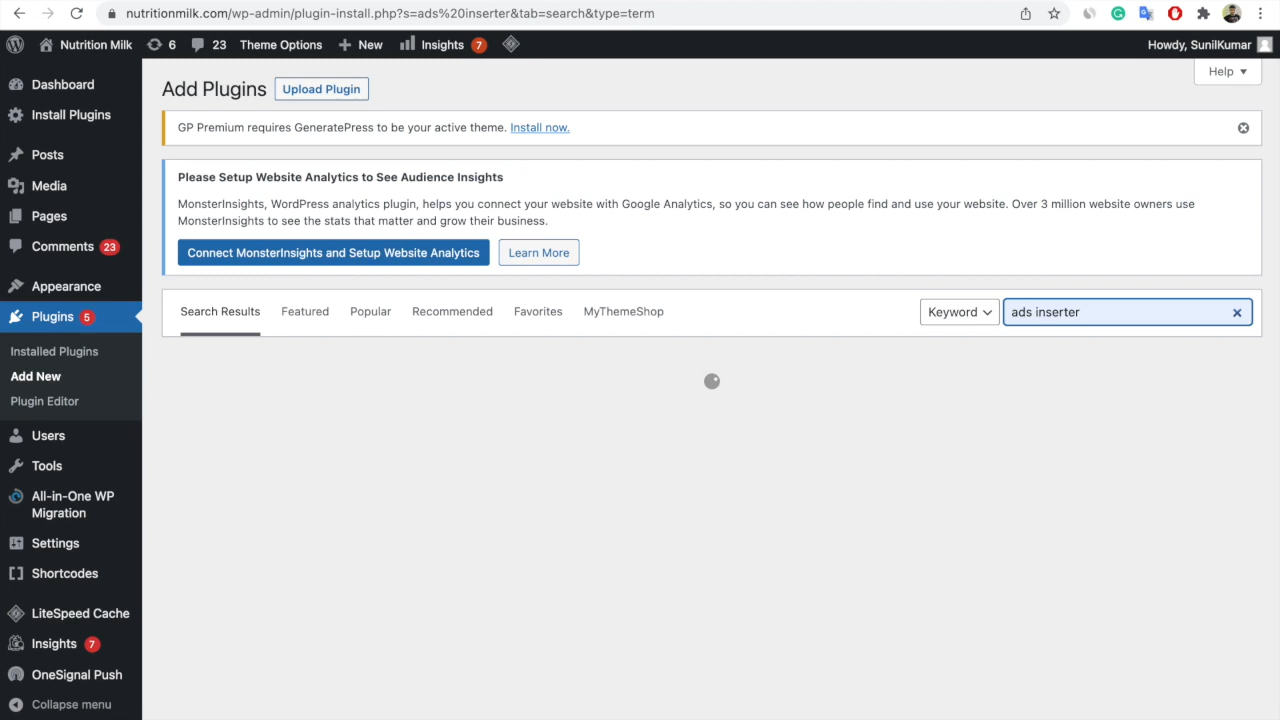 nutritionmilk.com/wp-admin/plugin-install.php?s=ads%20inserter&tab=search&type=term
Nutrition Milk 6 23 Theme Options New Insights 7 Howdy, SunilKumar
Dashboard
Install Plugins
Posts
Media
Pages
Comments 23
Appearance
Plugins 5
Installed Plugins
Add New
Plugin Editor
Users
Tools
All-in-One WP
Migration
Settings
Shortcodes
LiteSpeed Cache
Insights 7
OneSignal Push
Collapse menu
Help
Add Plugins Upload Plugin
GP Premium requires GeneratePress to be your active theme. Install now.
Please Setup Website Analytics to See Audience Insights
MonsterInsights, WordPress analytics plugin, helps you connect your website with Google Analytics, so you can see how people find and use your website. Over 3 million website owners use
MonsterInsights to see the stats that matter and grow their business.
Connect MonsterInsights and Setup Website Analytics Learn More
Search Results Featured Popular Recommended Favorites MyThemeShop Keyword ads inserter